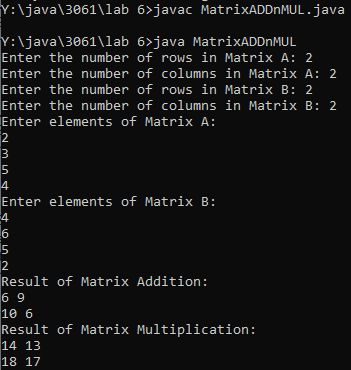 Y:\java\3061\lab 6>javac MatrixADDnMUL.java
Y:\java\3061\lab 6>java MatrixADDnMUL
Enter the number of rows in Matrix A: 2
Enter the number of columns in Matrix A: 2
Enter the number of rows in Matrix B: 2
Enter the number of columns in Matrix B: 2
Enter elements of Matrix A:
2
3
5
4
Enter elements of Matrix B:
4
6
5
2
Result of Matrix Addition:
6 9
10 6
Result of Matrix Multiplication:
14 13
18 17